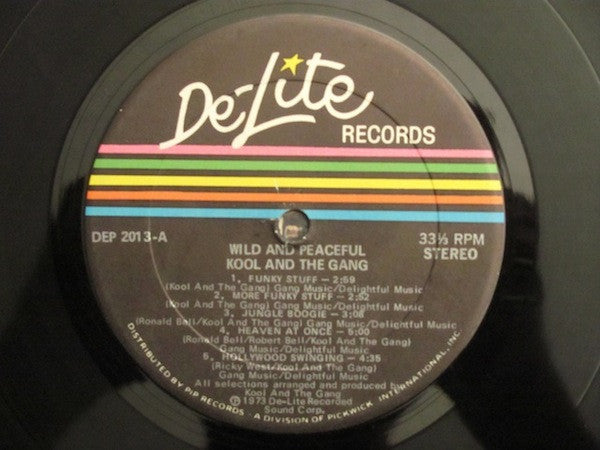 De-Lite
RECORDS
DEP 2013-A
33⅓ RPM
STEREO
WILD AND PEACEFUL
KOOL AND THE GANG
1. FUNKY STUFF — 2:59
(Kool And The Gang) Gang Music/Delightful Music
2. MORE FUNKY STUFF — 2:52
(Kool And The Gang) Gang Music/Delightful Music
3. JUNGLE BOOGIE — 3:08
(Ronald Bell/Kool And The Gang) Gang Music/Delightful Music
4. HEAVEN AT ONCE — 5:00
(Ronald Bell/Robert Bell/Kool And The Gang)
Gang Music/Delightful Music
5. HOLLYWOOD SWINGING — 4:35
(Ricky West/Kool And The Gang)
Gang Music/Delightful Music
All selections arranged and produced by
Kool And The Gang
℗ 1973 De-Lite Recorded
Sound Corp.
DISTRIBUTED BY PIP RECORDS A DIVISION OF PICKWICK INTERNATIONAL, INC.